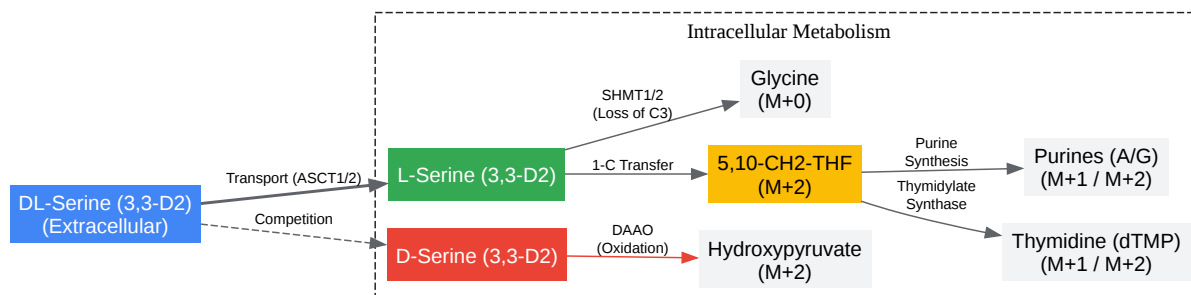 Intracellular Metabolism
DL-Serine (3,3-D2)
(Extracellular)
Transport (ASCT1/2)
Competition
L-Serine (3,3-D2)
D-Serine (3,3-D2)
SHMT1/2
(Loss of C3)
1-C Transfer
DAAO
(Oxidation)
Glycine
(M+0)
5,10-CH2-THF
(M+2)
Hydroxypyruvate
(M+2)
Purine
Synthesis
Thymidylate
Synthase
Purines (A/G)
(M+1 / M+2)
Thymidine (dTMP)
(M+1 / M+2)